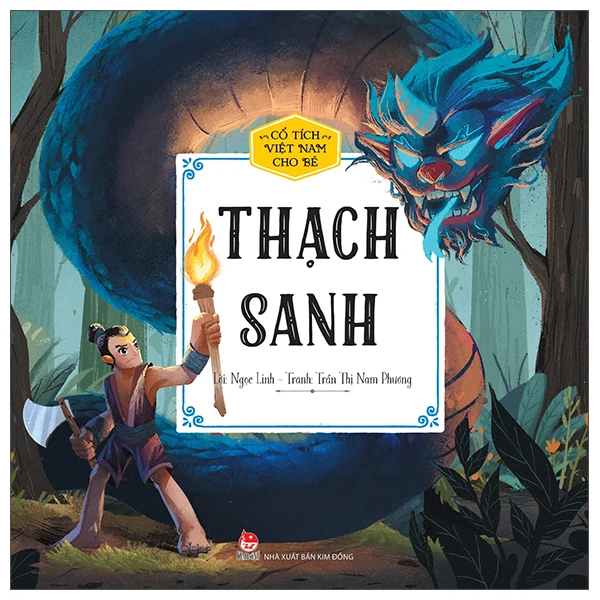 CỔ TÍCH
VIỆT NAM
CHO BÉ
THẠCH
SANH
Lời: Ngọc Linh - Tranh: Trần Thị Nam Phương
NHÀ XUẤT BẢN KIM ĐỒNG